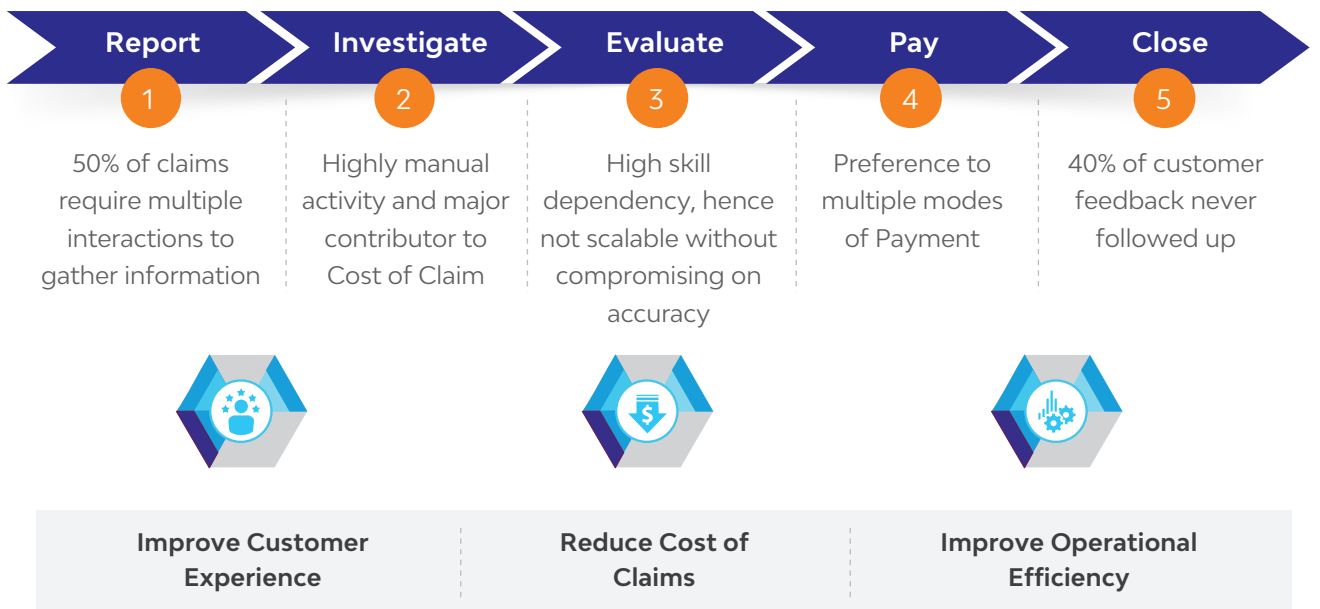 Report
1
50% of claims
require multiple
interactions to
gather information
Investigate
2
Highly manual
activity and major
contributor to
Cost of Claim
Evaluate
3
High skill
dependency, hence
not scalable without
compromising on
accuracy
Pay
4
Preference to
multiple modes
of Payment
Close
5
40% of customer
feedback never
followed up
$
Improve Customer
Experience
Reduce Cost of
Claims
Improve Operational
Efficiency